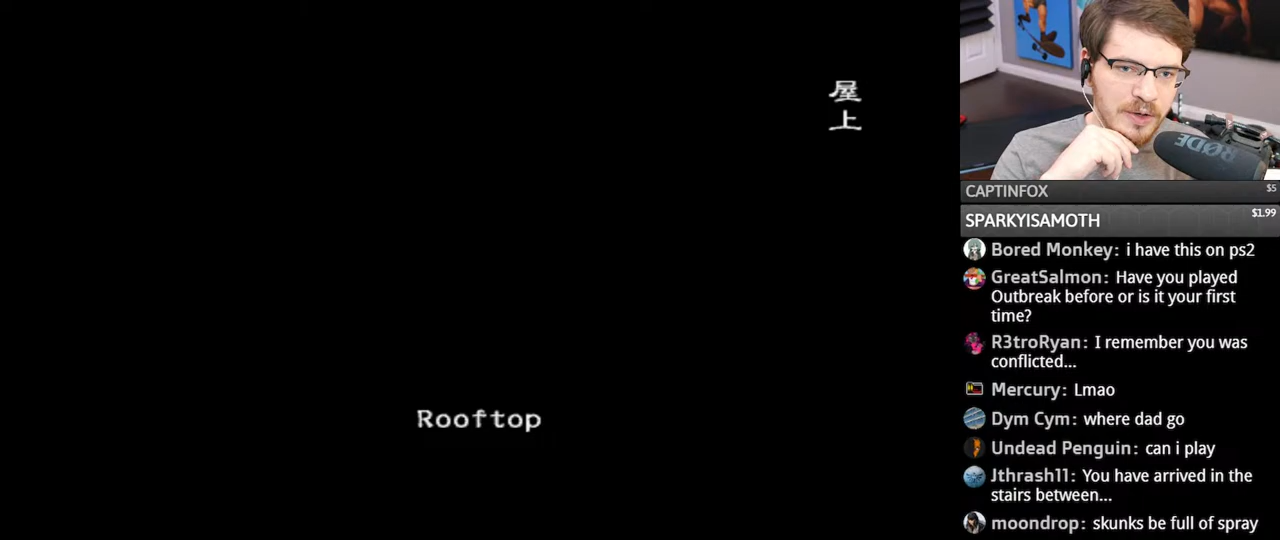 屋上
Rooftop
RØDE
CAPTINFOX
$5
SPARKYISAMOTH
$1.99
Bored Monkey: i have this on ps2
GreatSalmon: Have you played
Outbreak before or is it your first
time?
R3troRyan: I remember you was
conflicted...
Mercury: Lmao
Dym Cym: where dad go
Undead Penguin: can i play
Jthrash11: You have arrived in the
stairs between...
moondrop: skunks be full of spray